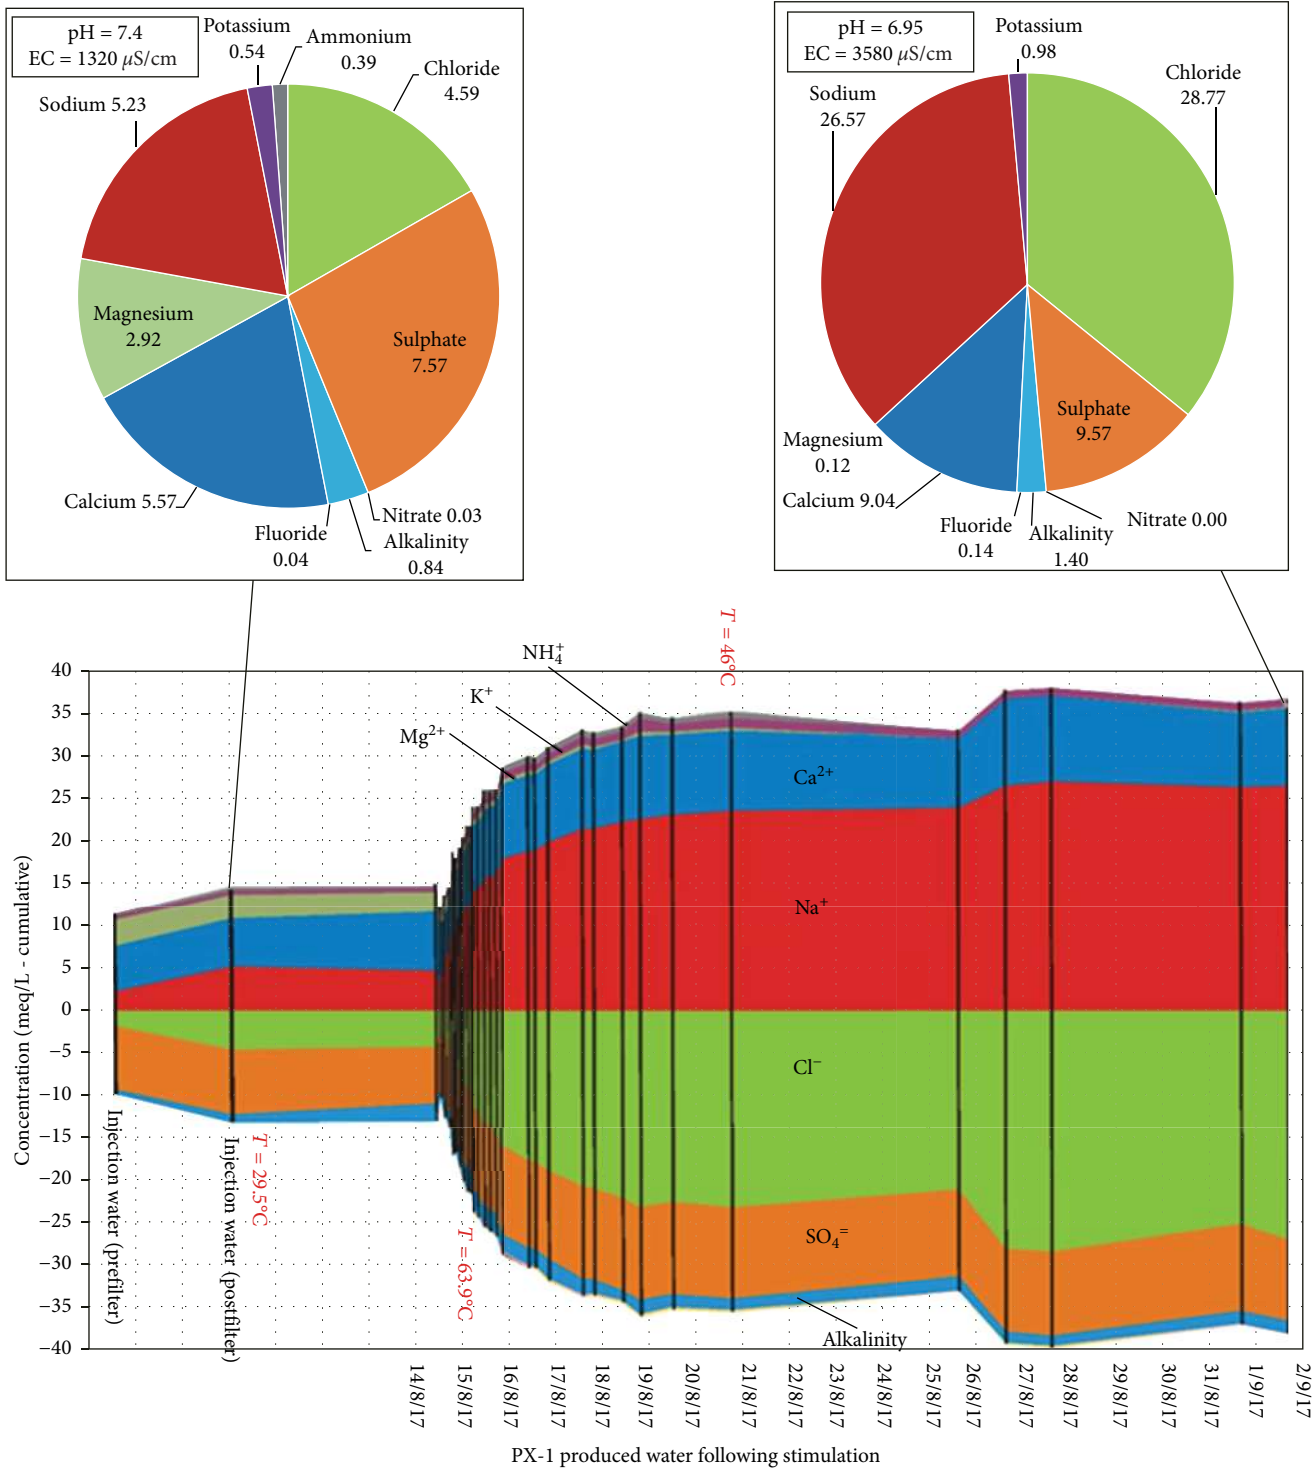 pH = 7.4
EC = 1320 μS/cm
Potassium
0.54
Ammonium
0.39
Chloride
4.59
Sodium 5.23
Magnesium
2.92
Sulphate
7.57
Calcium 5.57
Fluoride
0.04
Nitrate 0.03
Alkalinity
0.84
pH = 6.95
EC = 3580 μS/cm
Potassium
0.98
Chloride
28.77
Sodium
26.57
Sulphate
9.57
Magnesium
0.12
Calcium 9.04
Fluoride
0.14
Alkalinity
1.40
Nitrate 0.00
Concentration (meq/L - cumulative)
40
35
30
25
20
15
10
5
0
−5
−10
−15
−20
−25
−30
−35
−40
Mg²⁺
K⁺
NH₄⁺
T = 46°C
Ca²⁺
Na⁺
Cl⁻
SO₄⁼
Alkalinity
Injection water (prefilter)
Injection water (postfilter)
T = 29.5°C
T = 63.9°C
14/8/17
15/8/17
16/8/17
17/8/17
18/8/17
19/8/17
20/8/17
21/8/17
22/8/17
23/8/17
24/8/17
25/8/17
26/8/17
27/8/17
28/8/17
29/8/17
30/8/17
31/8/17
1/9/17
2/9/17
PX-1 produced water following stimulation